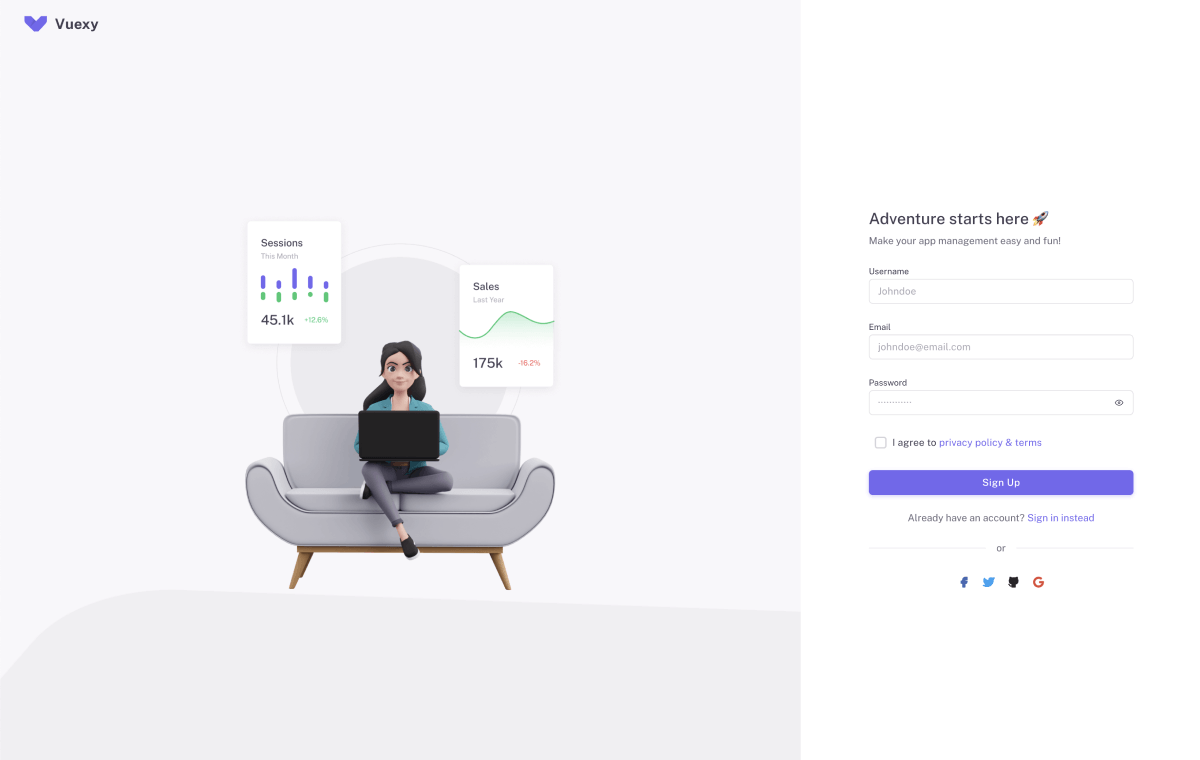 Vuexy
Sessions
This Month
45.1k +12.6%
Sales
Last Year
175k -16.2%
Adventure starts here 🚀
Make your app management easy and fun!
Username
Johndoe
Email
johndoe@email.com
Password
············
I agree to privacy policy & terms
Sign Up
Already have an account? Sign in instead
or